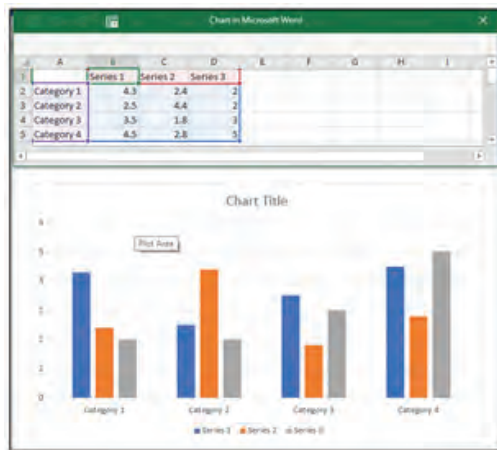 Chart in Microsoft Word
A B C D E F G H I
1 Series 1 Series 2 Series 3
2 Category 1 4.3 2.4 2
3 Category 2 2.5 4.4 2
4 Category 3 3.5 1.8 3
5 Category 4 4.5 2.8 5
Chart Title
6
5
Plot Area
4
3
2
1
0
Category 1 Category 2 Category 3 Category 4
Series 1 Series 2 Series 3